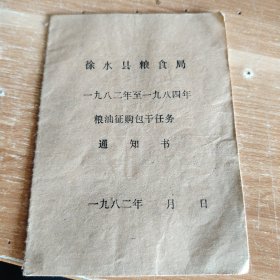 徐水县粮食局
一九八二年至一九八四年
粮油征购包干任务
通知书
一九八二年 月 日